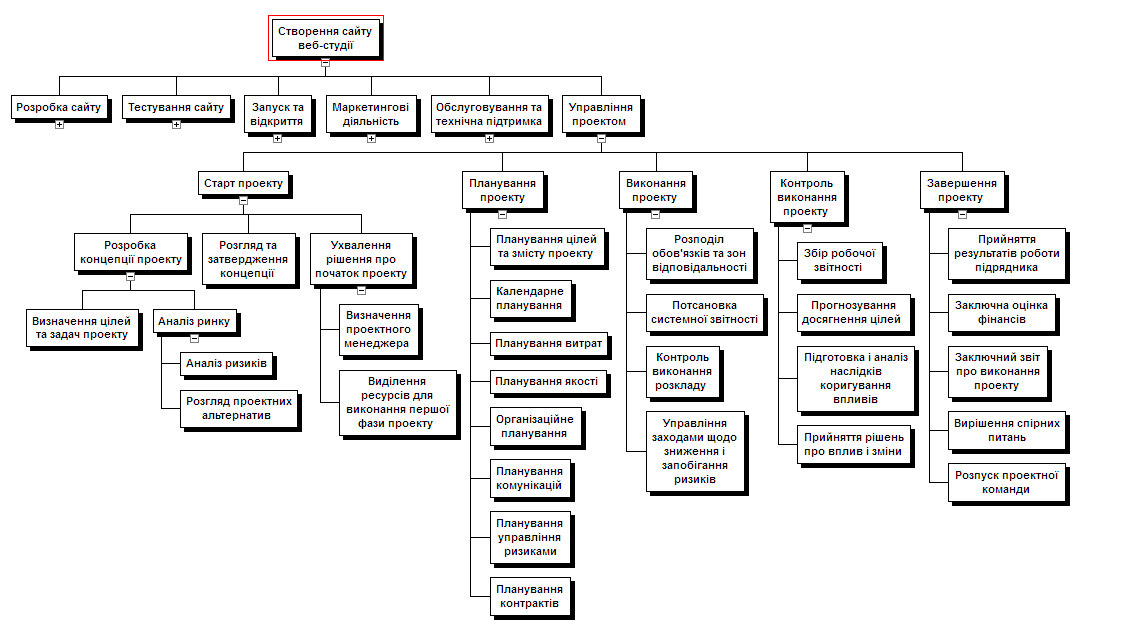 Створення сайту
веб-студії
Розробка сайту
Тестування сайту
Запуск та
відкриття
Маркетингові
діяльність
Обслуговування та
технічна підтримка
Управління
проектом
Старт проекту
Розробка
концепції проекту
Визначення цілей
та задач проекту
Аналіз ринку
Аналіз ризиків
Розгляд проектних
альтернатив
Розгляд та
затвердження
концепції
Ухвалення
рішення про
початок проекту
Визначення
проектного
менеджера
Виділення
ресурсів для
виконання першої
фази проекту
Планування
проекту
Планування цілей
та змісту проекту
Календарне
планування
Планування витрат
Планування якості
Організаційне
планування
Планування
комунікацій
Планування
управління
ризиками
Планування
контрактів
Виконання
проекту
Розподіл
обов'язків та зон
відповідальності
Потсановка
системної звітності
Контроль
виконання
розкладу
Управління
заходами щодо
зниження і
запобігання
ризиків
Контроль
виконання
проекту
Збір робочої
звітності
Прогнозування
досягнення цілей
Підготовка і аналіз
наслідків
коригування
впливів
Прийняття рішень
про вплив і зміни
Завершення
проекту
Прийняття
результатів роботи
підрядника
Заключна оцінка
фінансів
Заключний звіт
про виконання
проекту
Вирішення спірних
питань
Розпуск проектної
команди